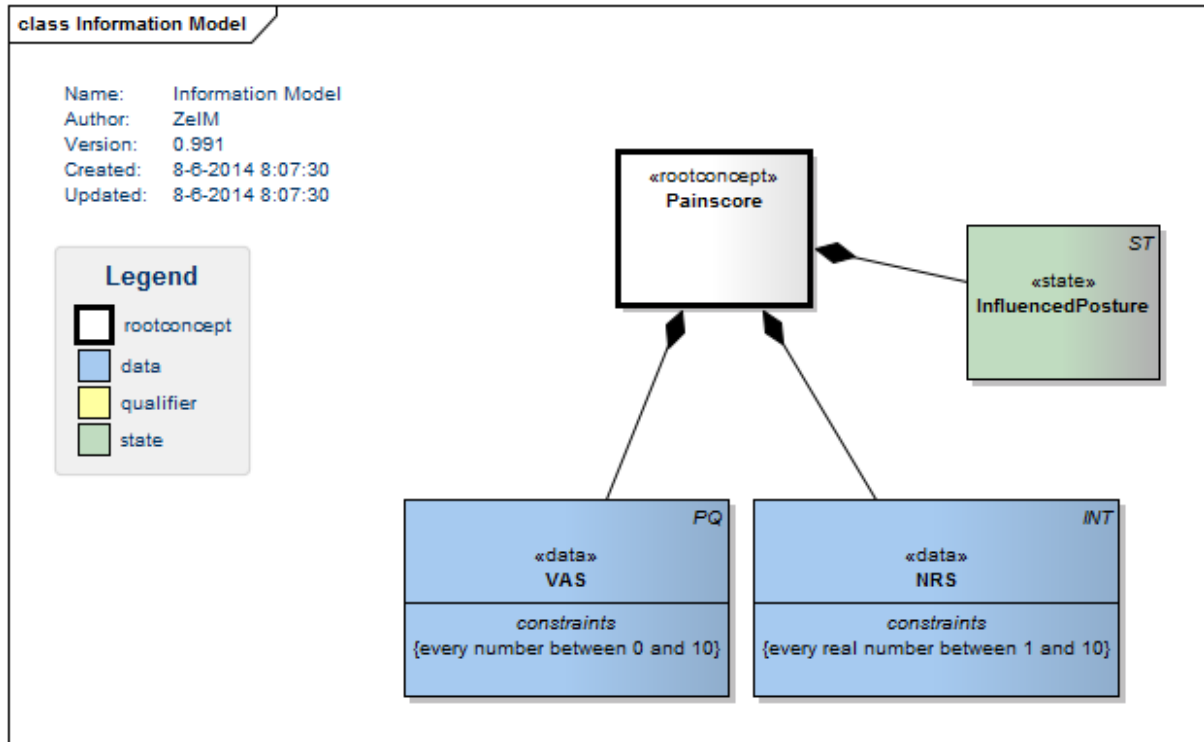 class Information Model
Name: Information Model
Author: ZeIM
Version: 0.991
Created: 8-6-2014 8:07:30
Updated: 8-6-2014 8:07:30
Legend
rootconcept
data
qualifier
state
«rootconcept»
Painscore
ST
«state»
InfluencedPosture
PQ
«data»
VAS
constraints
{every number between 0 and 10}
INT
«data»
NRS
constraints
{every real number between 1 and 10}